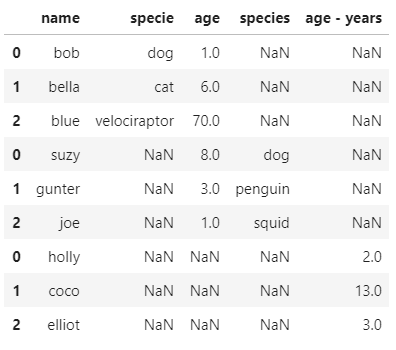 name specie age species age - years
0 bob dog 1.0 NaN NaN
1 bella cat 6.0 NaN NaN
2 blue velociraptor 70.0 NaN NaN
0 suzy NaN 8.0 dog NaN
1 gunter NaN 3.0 penguin NaN
2 joe NaN 1.0 squid NaN
0 holly NaN NaN NaN 2.0
1 coco NaN NaN NaN 13.0
2 elliot NaN NaN NaN 3.0